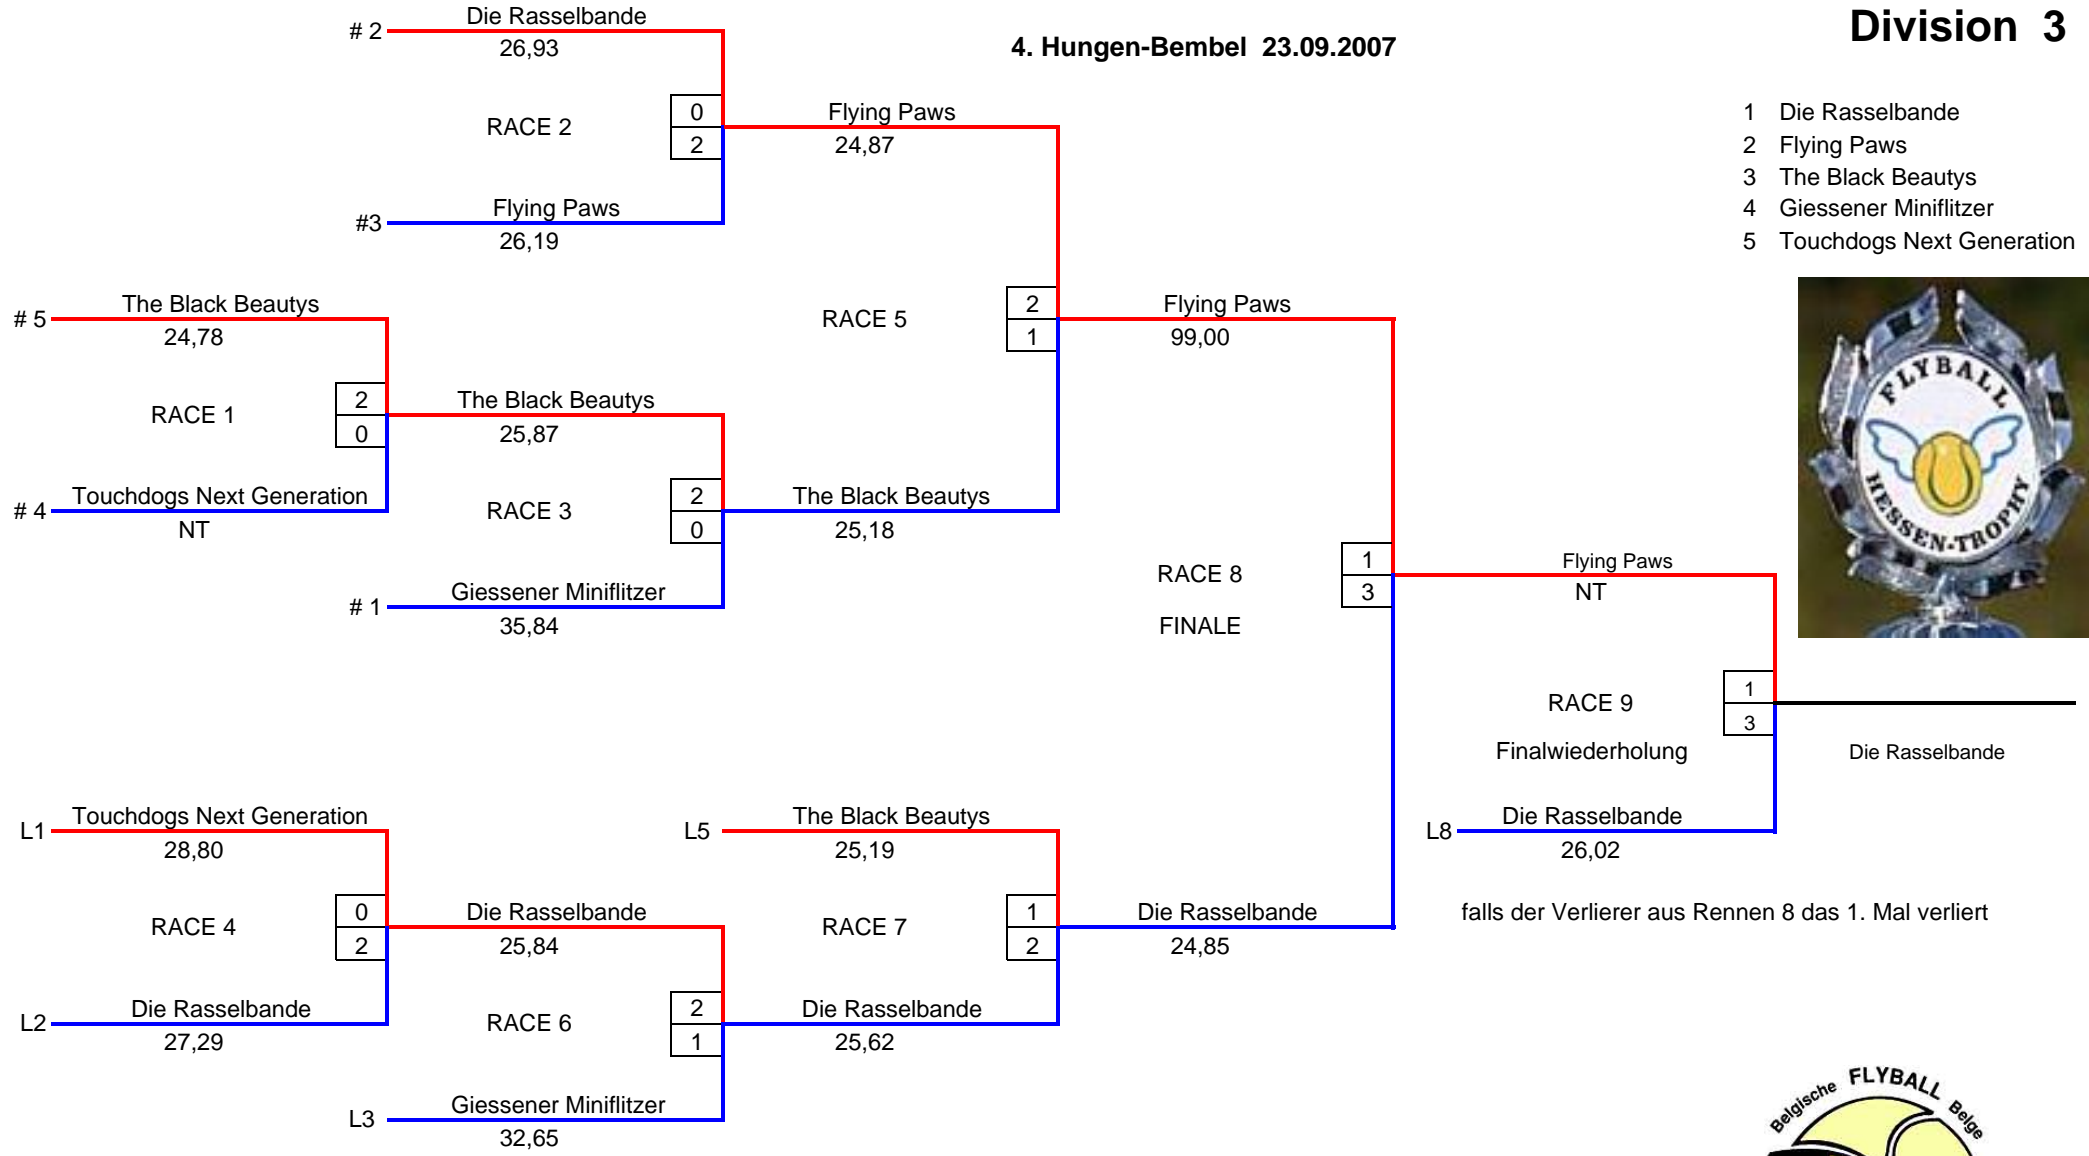 Division 3
4. Hungen-Bembel 23.09.2007
1 Die Rasselbande
2 Flying Paws
3 The Black Beautys
4 Giessener Miniflitzer
5 Touchdogs Next Generation
# 2
Die Rasselbande
26,93
RACE 2
0
2
#3
Flying Paws
26,19
Flying Paws
24,87
# 5
The Black Beautys
24,78
RACE 1
2
0
# 4
Touchdogs Next Generation
NT
The Black Beautys
25,87
RACE 3
2
0
# 1
Giessener Miniflitzer
35,84
The Black Beautys
25,18
RACE 5
2
1
Flying Paws
99,00
RACE 8
FINALE
1
3
Flying Paws
NT
RACE 9
1
3
Finalwiederholung
Die Rasselbande
L8
Die Rasselbande
26,02
falls der Verlierer aus Rennen 8 das 1. Mal verliert
L1
Touchdogs Next Generation
28,80
RACE 4
0
2
L2
Die Rasselbande
27,29
Die Rasselbande
25,84
RACE 6
2
1
L3
Giessener Miniflitzer
32,65
L5
The Black Beautys
25,19
RACE 7
1
2
Die Rasselbande
25,62
Die Rasselbande
24,85
FLYBALL
HESSEN-TROPHY
Belgische FLYBALL Belge